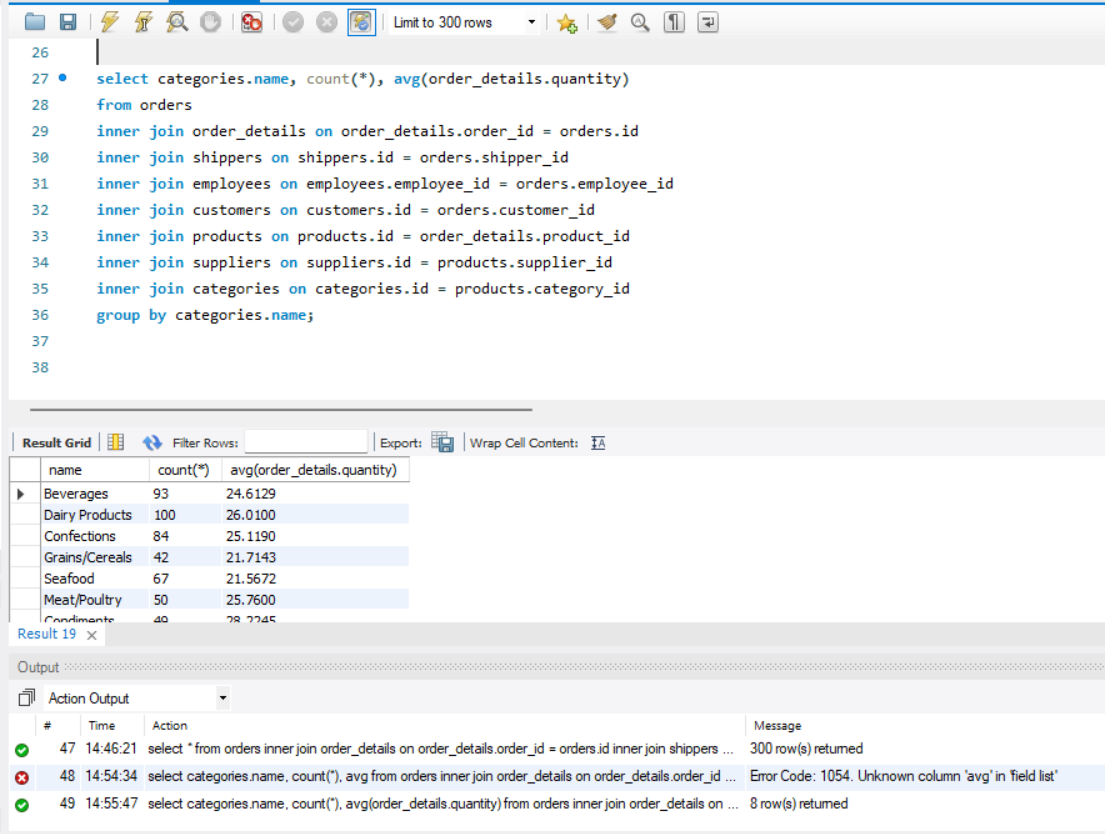 Limit to 300 rows
26
27 select categories.name, count(*), avg(order_details.quantity)
28 from orders
29 inner join order_details on order_details.order_id = orders.id
30 inner join shippers on shippers.id = orders.shipper_id
31 inner join employees on employees.employee_id = orders.employee_id
32 inner join customers on customers.id = orders.customer_id
33 inner join products on products.id = order_details.product_id
34 inner join suppliers on suppliers.id = products.supplier_id
35 inner join categories on categories.id = products.category_id
36 group by categories.name;
37
38
Result Grid Filter Rows: Export: Wrap Cell Content: IA
name count(*) avg(order_details.quantity)
Beverages 93 24.6129
Dairy Products 100 26.0100
Confections 84 25.1190
Grains/Cereals 42 21.7143
Seafood 67 21.5672
Meat/Poultry 50 25.7600
Condiments 49 28.2245
Result 19
Output
Action Output
# Time Action Message
47 14:46:21 select * from orders inner join order_details on order_details.order_id = orders.id inner join shippers ... 300 row(s) returned
48 14:54:34 select categories.name, count(*), avg from orders inner join order_details on order_details.order_id ... Error Code: 1054. Unknown column 'avg' in 'field list'
49 14:55:47 select categories.name, count(*), avg(order_details.quantity) from orders inner join order_details on ... 8 row(s) returned